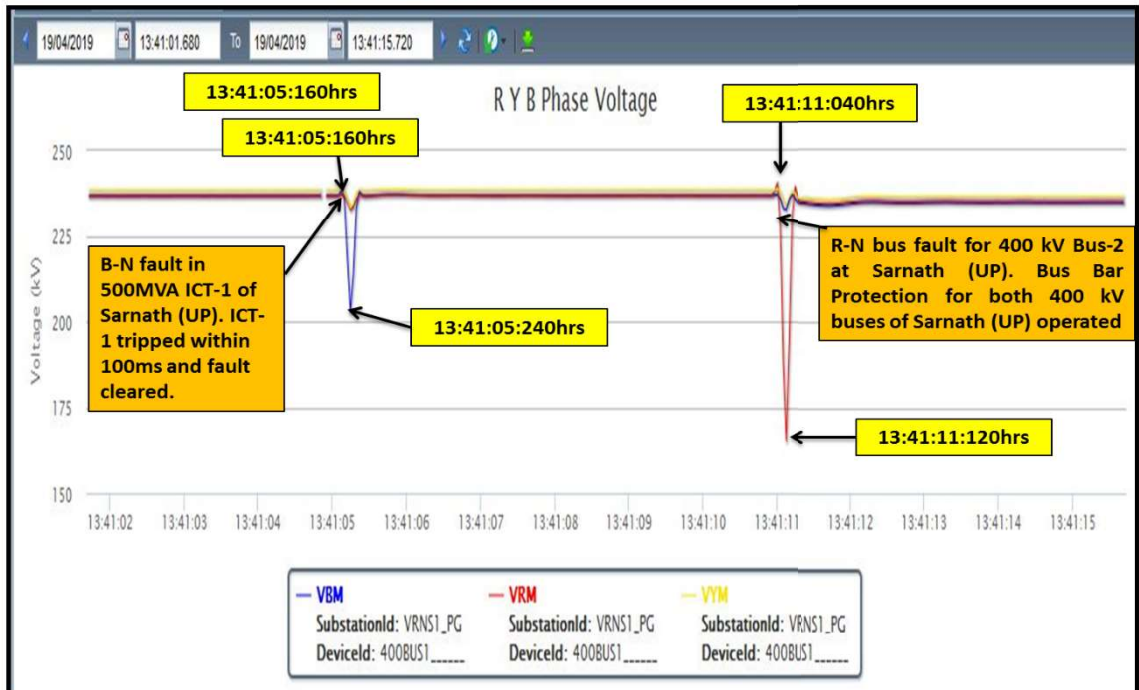 19/04/2019 13:41:01.680 To 19/04/2019 13:41:15.720
R Y B Phase Voltage
13:41:05:160hrs
13:41:05:160hrs
13:41:11:040hrs
Voltage (kV)
250
225
200
175
150
B-N fault in
500MVA ICT-1 of
Sarnath (UP). ICT-
1 tripped within
100ms and fault
cleared.
13:41:05:240hrs
R-N bus fault for 400 kV Bus-2
at Sarnath (UP). Bus Bar
Protection for both 400 kV
buses of Sarnath (UP) operated
13:41:11:120hrs
13:41:02 13:41:03 13:41:04 13:41:05 13:41:06 13:41:07 13:41:08 13:41:09 13:41:10 13:41:11 13:41:12 13:41:13 13:41:14 13:41:15
VBM
SubstationId: VRNS1_PG
DeviceId: 400BUS1______
VRM
SubstationId: VRNS1_PG
DeviceId: 400BUS1______
VYM
SubstationId: VRNS1_PG
DeviceId: 400BUS1______